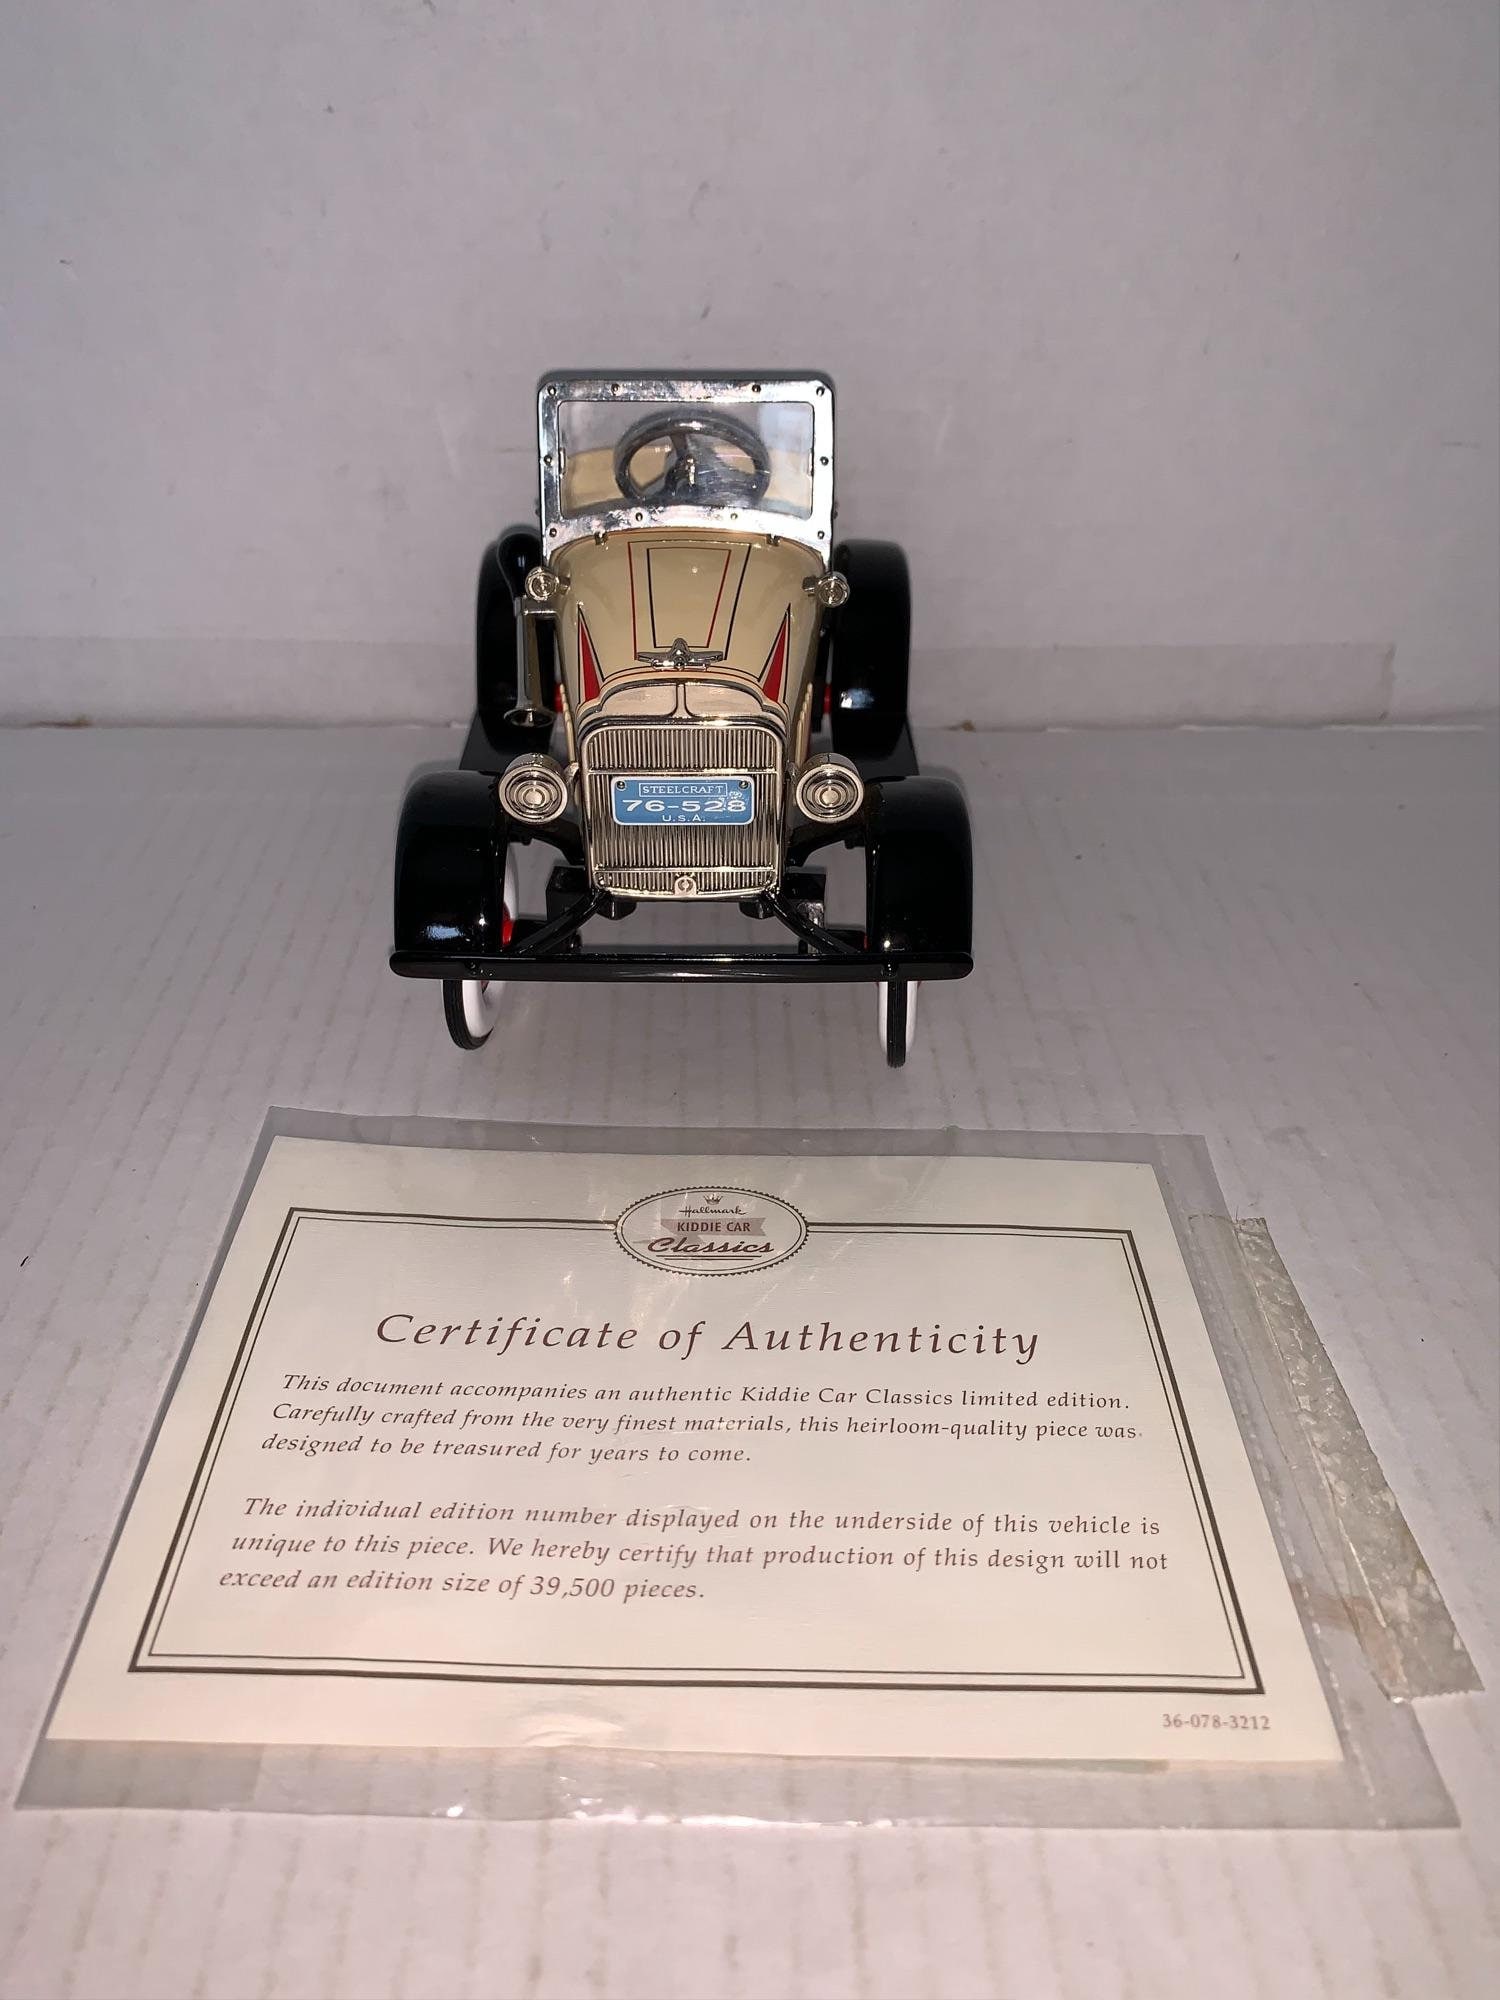 STEELCRAFT
76-528
U.S.A.
Hallmark
KIDDIE CAR
Classics
Certificate of Authenticity
This document accompanies an authentic Kiddie Car Classics limited edition.
Carefully crafted from the very finest materials, this heirloom-quality piece was
designed to be treasured for years to come.
The individual edition number displayed on the underside of this vehicle is
unique to this piece. We hereby certify that production of this design will not
exceed an edition size of 39,500 pieces.
36-078-3212